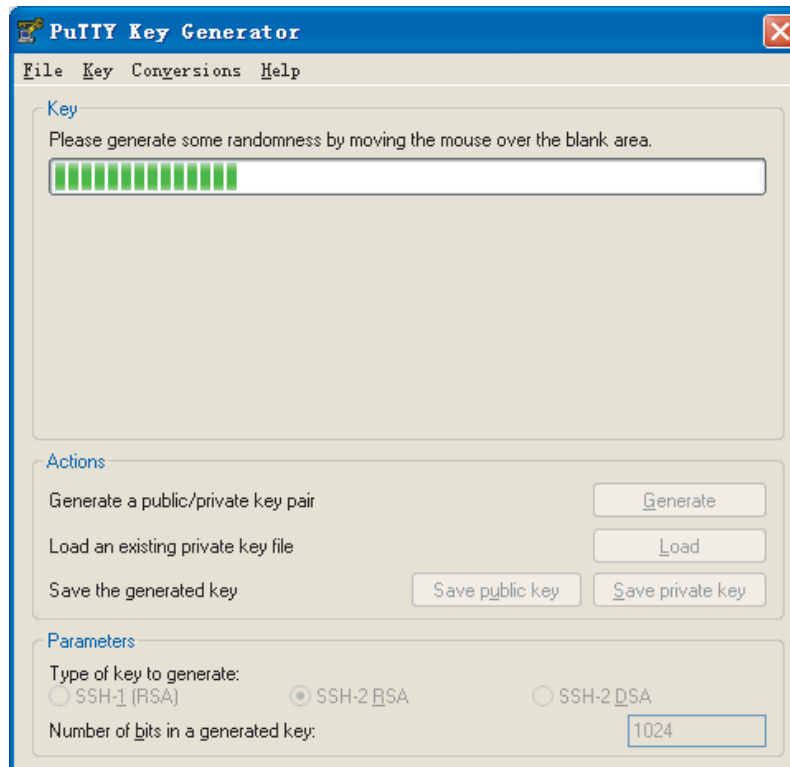 PuTTY Key Generator
File Key Conversions Help
Key
Please generate some randomness by moving the mouse over the blank area.
Actions
Generate a public/private key pair Generate
Load an existing private key file Load
Save the generated key Save public key Save private key
Parameters
Type of key to generate:
SSH-1 (RSA) SSH-2 RSA SSH-2 DSA
Number of bits in a generated key: 1024